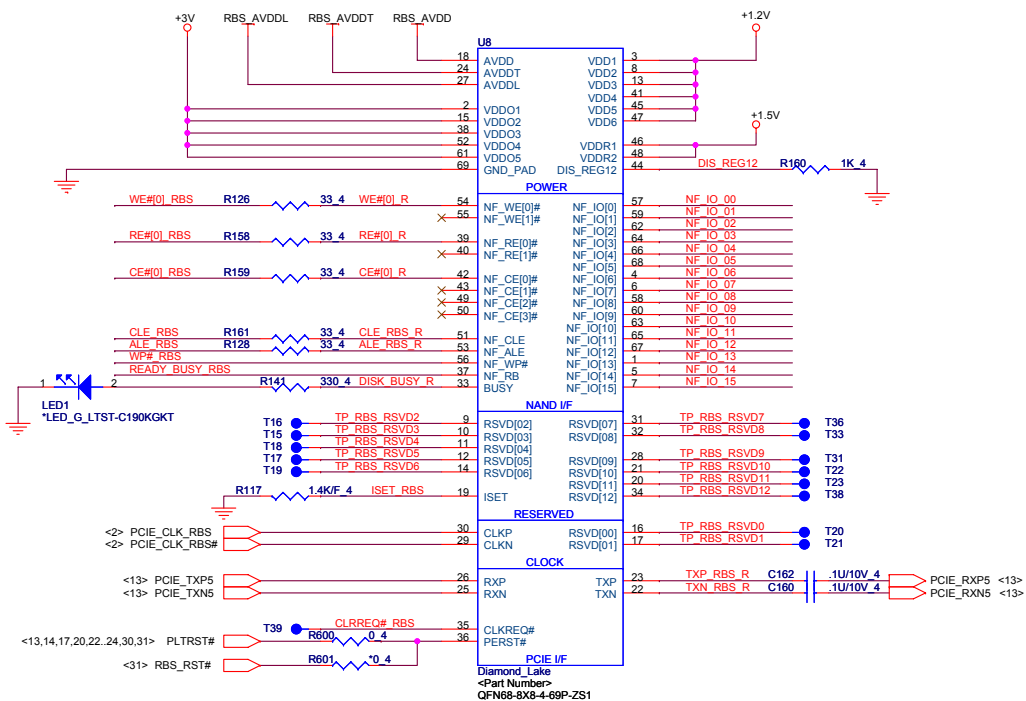 +3V RBS_AVDDL RBS_AVDDT RBS_AVDD +1.2V
U8
18 AVDD VDD1 3
24 AVDDT VDD2 8
27 AVDDL VDD3 13
VDD4 41
2 VDDO1 VDD5 45
15 VDDO2 VDD6 47
+1.5V
38 VDDO3
52 VDDO4 VDDR1 46
61 VDDO5 VDDR2 48
69 GND_PAD DIS_REG12 44 DIS_REG12 R160 1K_4
POWER
WE#[0]_RBS R126 33_4 WE#[0]_R 54 NF_WE[0]# NF_IO[0] 57 NF_IO_00
55 NF_WE[1]# NF_IO[1] 59 NF_IO_01
NF_IO[2] 62 NF_IO_02
RE#[0]_RBS R158 33_4 RE#[0]_R 39 NF_RE[0]# NF_IO[3] 64 NF_IO_03
40 NF_RE[1]# NF_IO[4] 66 NF_IO_04
NF_IO[5] 68 NF_IO_05
CE#[0]_RBS R159 33_4 CE#[0]_R 42 NF_CE[0]# NF_IO[6] 4 NF_IO_06
43 NF_CE[1]# NF_IO[7] 6 NF_IO_07
49 NF_CE[2]# NF_IO[8] 58 NF_IO_08
50 NF_CE[3]# NF_IO[9] 60 NF_IO_09
NF_IO[10] 63 NF_IO_10
CLE_RBS R161 33_4 CLE_RBS_R 51 NF_CLE NF_IO[11] 65 NF_IO_11
ALE_RBS R128 33_4 ALE_RBS_R 53 NF_ALE NF_IO[12] 67 NF_IO_12
WP#_RBS 56 NF_WP# NF_IO[13] 1 NF_IO_13
READY_BUSY_RBS 37 NF_RB NF_IO[14] 5 NF_IO_14
1 2 R141 330_4 DISK_BUSY_R 33 BUSY NF_IO[15] 7 NF_IO_15
LED1
*LED_G_LTST-C190KGKT
NAND I/F
T16 TP_RBS_RSVD2 9 RSVD[02] RSVD[07] 31 TP_RBS_RSVD7 T36
T15 TP_RBS_RSVD3 10 RSVD[03] RSVD[08] 32 TP_RBS_RSVD8 T33
T18 TP_RBS_RSVD4 11 RSVD[04]
T17 TP_RBS_RSVD5 12 RSVD[05] RSVD[09] 28 TP_RBS_RSVD9 T31
T19 TP_RBS_RSVD6 14 RSVD[06] RSVD[10] 21 TP_RBS_RSVD10 T22
RSVD[11] 20 TP_RBS_RSVD11 T23
R117 1.4K/F_4 ISET_RBS 19 ISET RSVD[12] 34 TP_RBS_RSVD12 T38
RESERVED
<2> PCIE_CLK_RBS 30 CLKP RSVD[00] 16 TP_RBS_RSVD0 T20
<2> PCIE_CLK_RBS# 29 CLKN RSVD[01] 17 TP_RBS_RSVD1 T21
CLOCK
<13> PCIE_TXP5 26 RXP TXP 23 TXP_RBS_R C162 .1U/10V_4 PCIE_RXP5 <13>
<13> PCIE_TXN5 25 RXN TXN 22 TXN_RBS_R C160 .1U/10V_4 PCIE_RXN5 <13>
T39 CLRREQ#_RBS 35 CLKREQ#
<13,14,17,20,22..24,30,31> PLTRST# R600 0_4 36 PERST#
<31> RBS_RST# R601 *0_4
PCIE I/F
Diamond_Lake
<Part Number>
QFN68-8X8-4-69P-ZS1